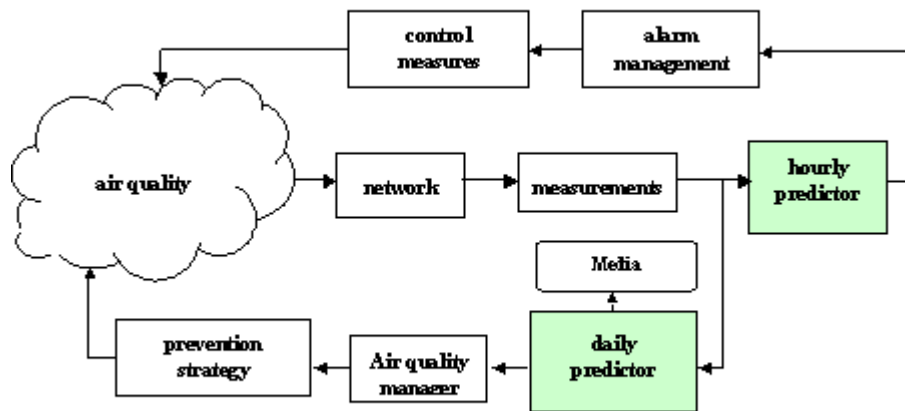 control
measures
alarm
management
air quality
network
measurements
hourly
predictor
Media
prevention
strategy
Air quality
manager
daily
predictor